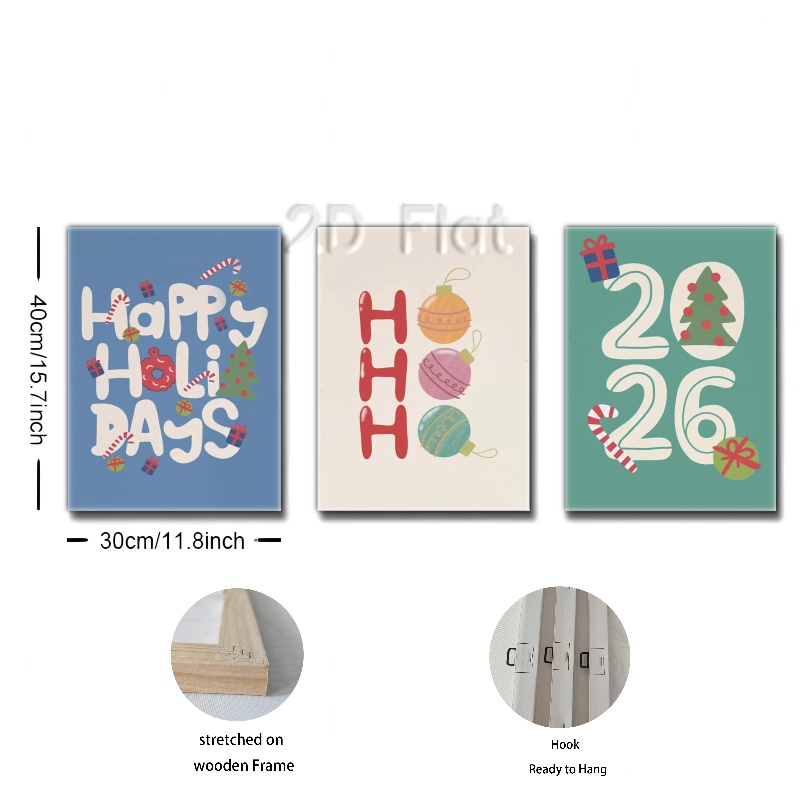 2D Flat
40cm/15.7inch
HaPPy
HoLi
DAyS
H
H
H
20
26
30cm/11.8inch
stretched on
wooden Frame
Hook
Ready to Hang